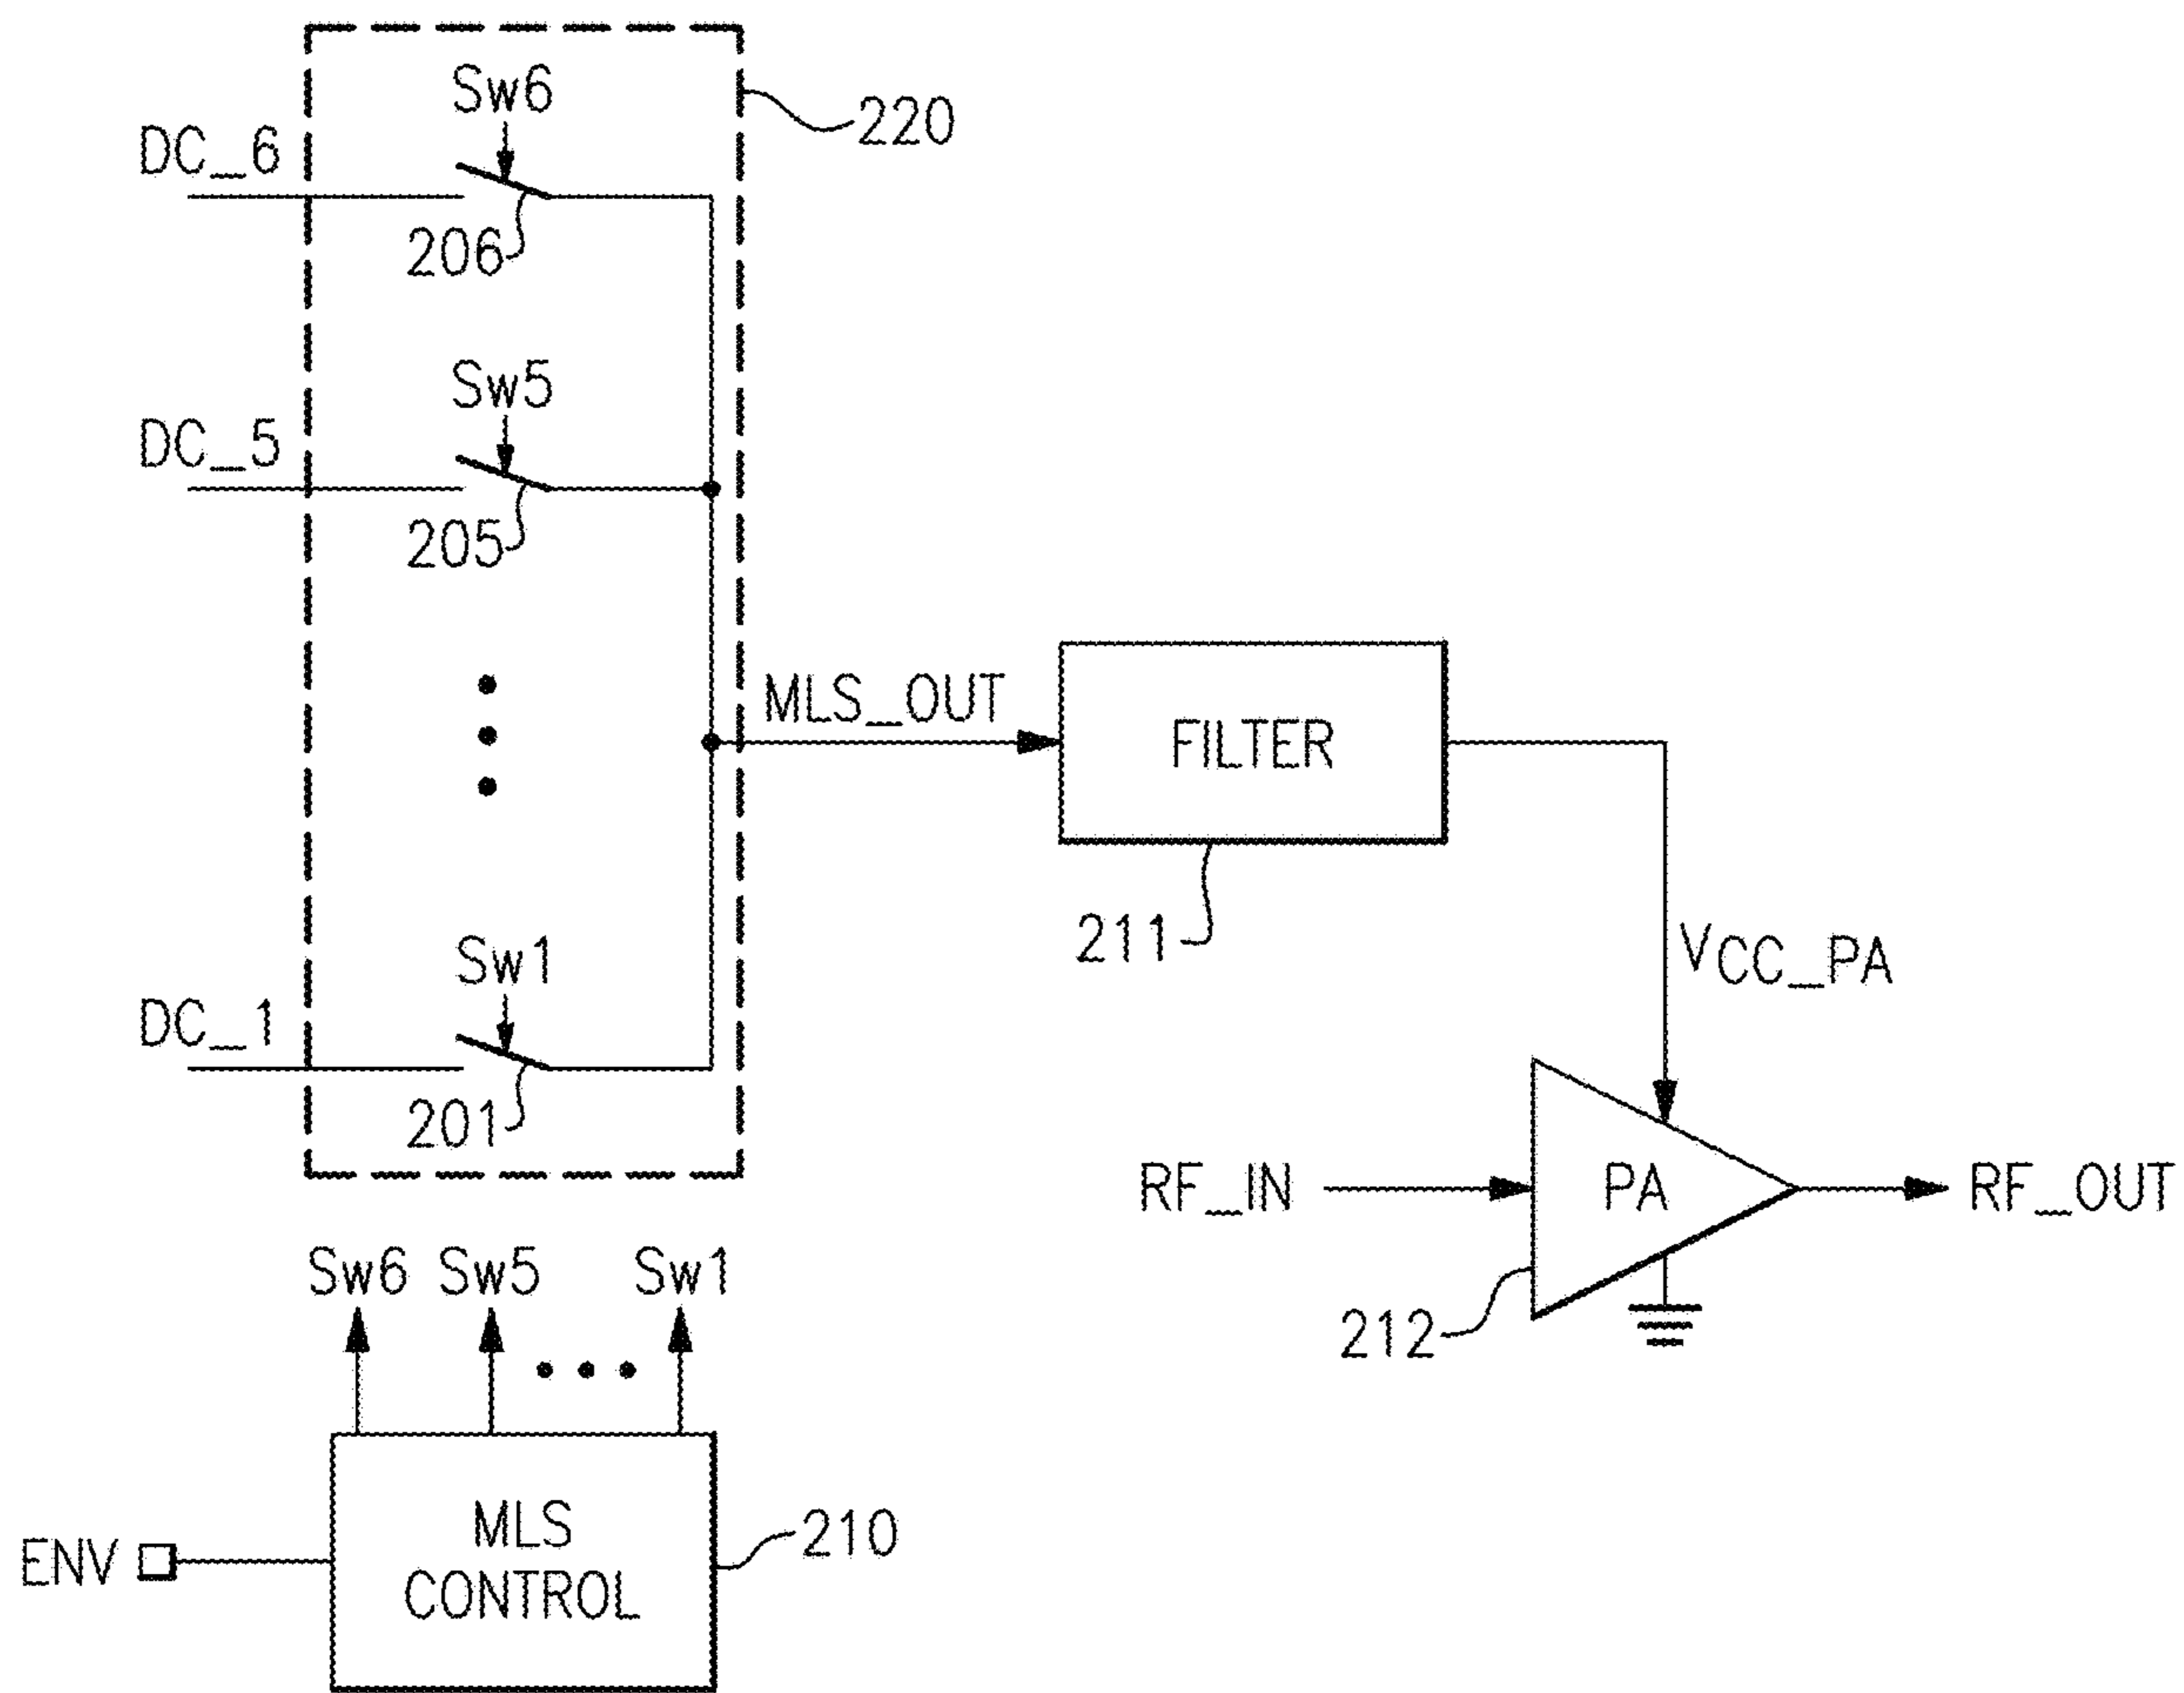 Sw6
220
DC_6
206
Sw5
DC_5
205
MLS_OUT
FILTER
211
VCC_PA
Sw1
DC_1
201
RF_IN
PA
RF_OUT
212
Sw6 Sw5 Sw1
MLS
CONTROL
210
ENV